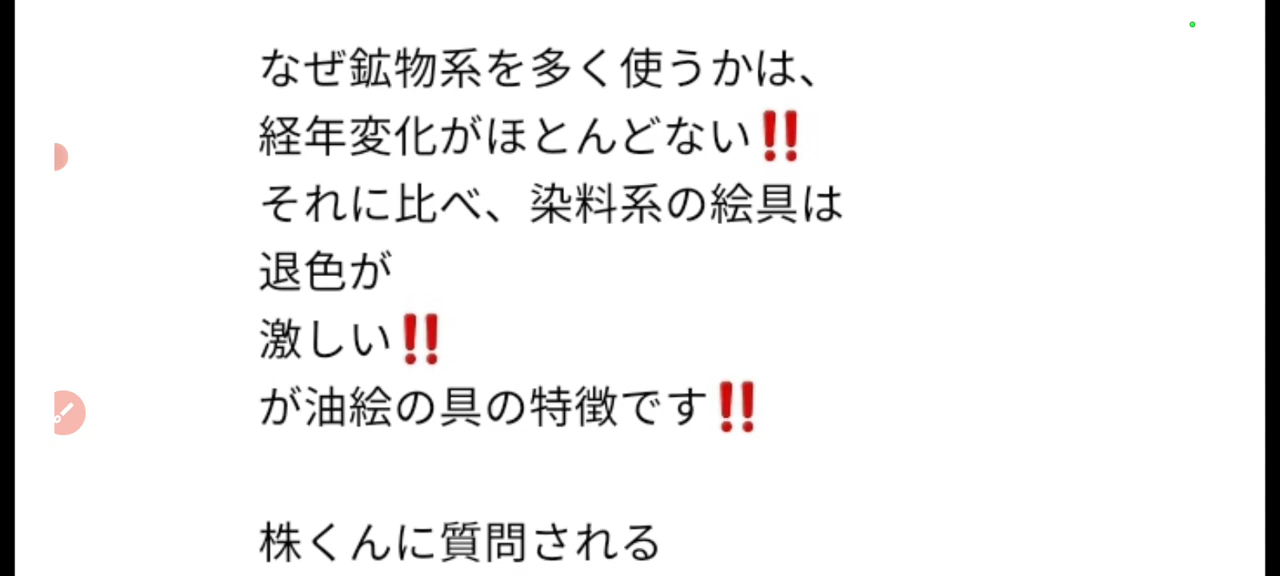 なぜ鉱物系を多く使うかは、
経年変化がほとんどない‼️
それに比べ、染料系の絵具は
退色が
激しい‼️
が油絵の具の特徴です‼️
株くんに質問される